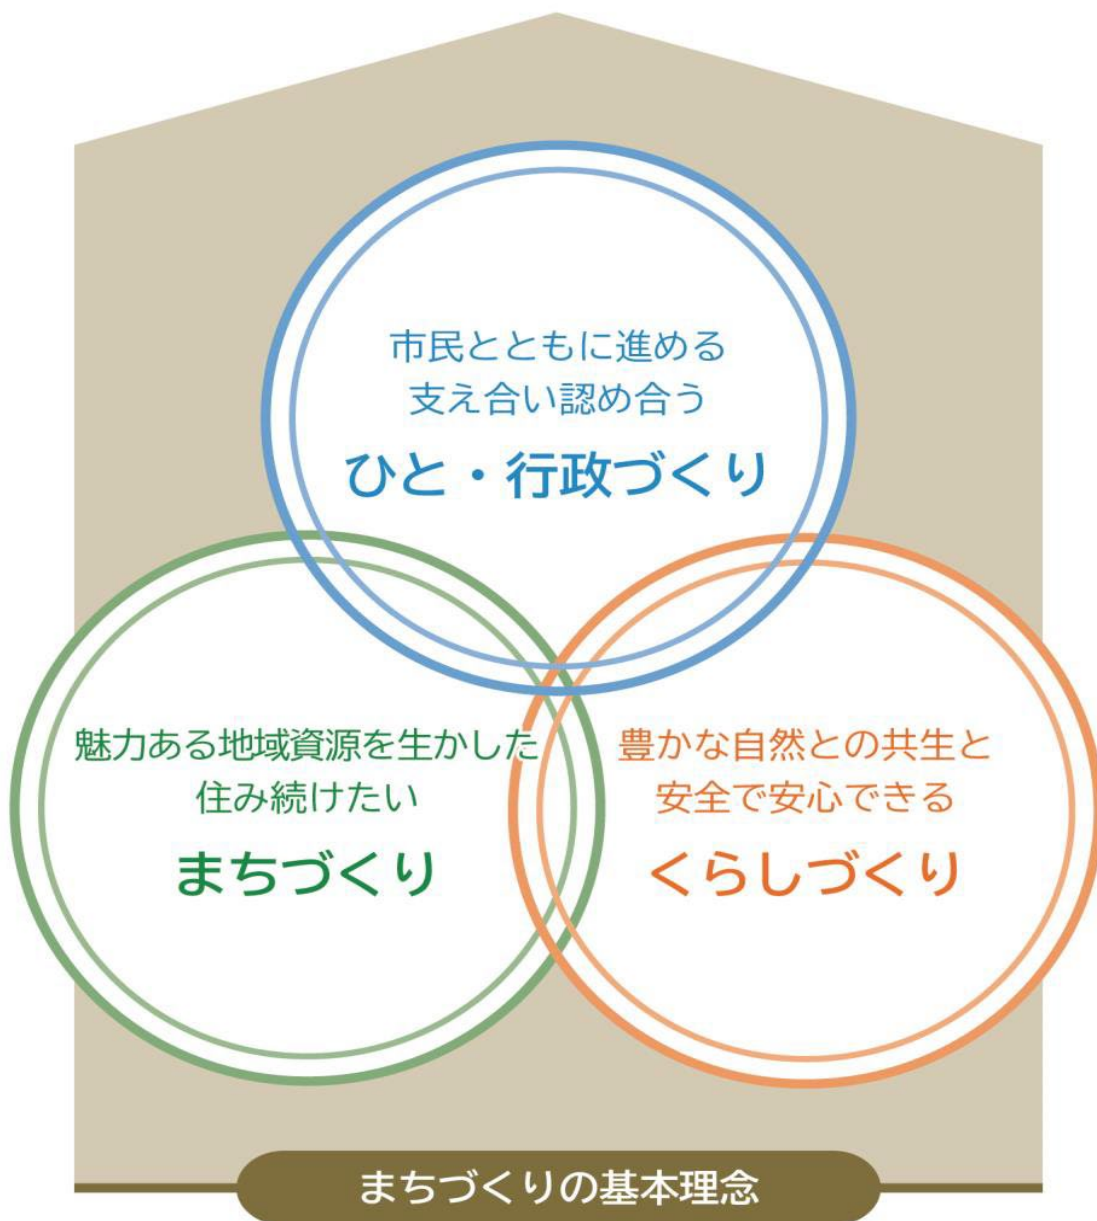 市民とともに進める
支え合い認め合う
ひと・行政づくり
魅力ある地域資源を生かした
住み続けたい
まちづくり
豊かな自然との共生と
安全で安心できる
くらしづくり
まちづくりの基本理念